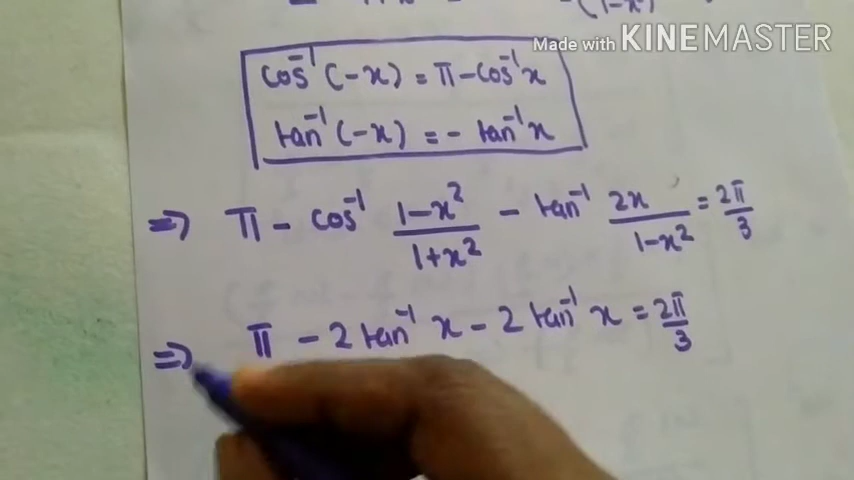 Made with KINEMASTER
cos⁻¹(-x) = π - cos⁻¹x
tan⁻¹(-x) = - tan⁻¹x
⇒ π - cos⁻¹ (1-x²)/(1+x²) - tan⁻¹ 2x/(1-x²) = 2π/3
⇒ π - 2 tan⁻¹ x - 2 tan⁻¹ x = 2π/3